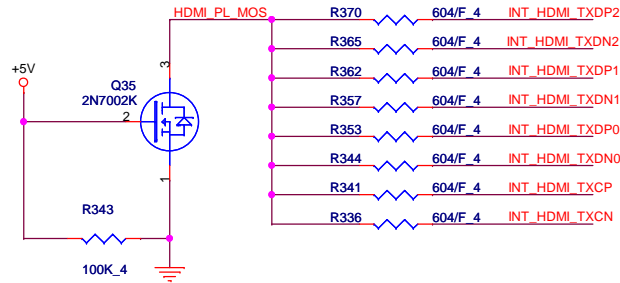 HDMI_PL_MOS R370 604/F_4 INT_HDMI_TXDP2
R365 604/F_4 INT_HDMI_TXDN2
+5V 3 R362 604/F_4 INT_HDMI_TXDP1
Q35
2N7002K R357 604/F_4 INT_HDMI_TXDN1
2 R353 604/F_4 INT_HDMI_TXDP0
R344 604/F_4 INT_HDMI_TXDN0
1 R341 604/F_4 INT_HDMI_TXCP
R343 R336 604/F_4 INT_HDMI_TXCN
100K_4